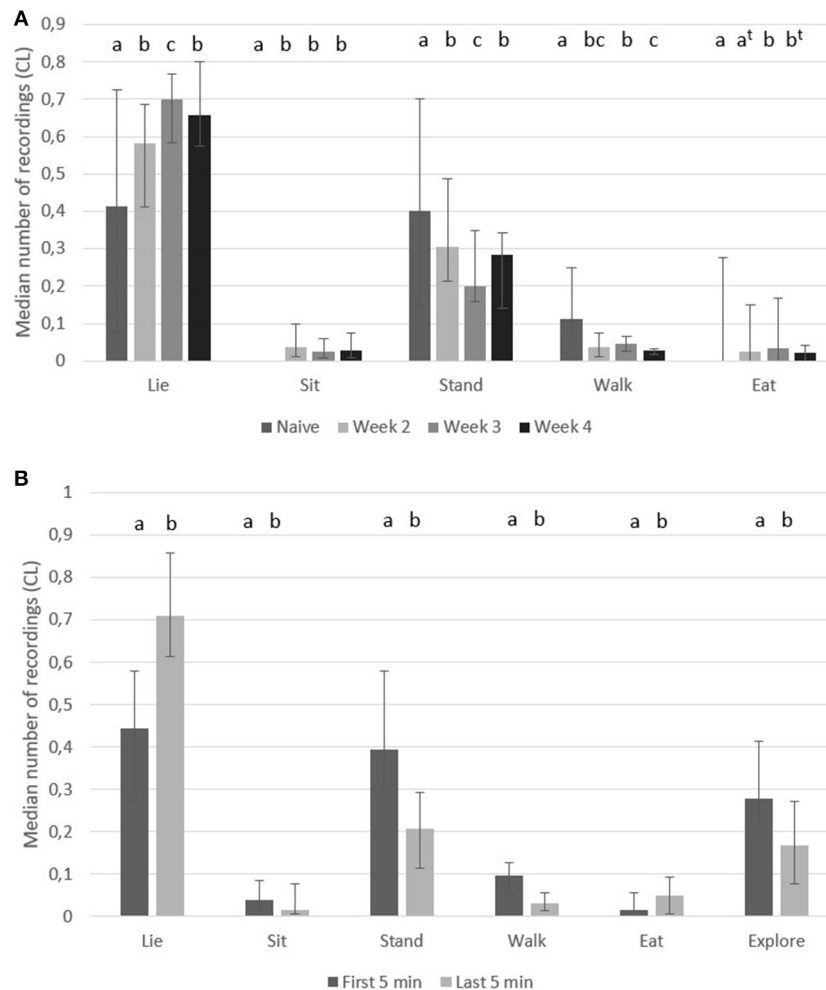 A
Median number of recordings (CL)
0,9
0,8
0,7
0,6
0,5
0,4
0,3
0,2
0,1
0
a b c b
a b b b
a b c b
a bc b c
a aᵗ b bᵗ
Lie Sit Stand Walk Eat
Naive Week 2 Week 3 Week 4
B
Median number of recordings (CL)
1
0,9
0,8
0,7
0,6
0,5
0,4
0,3
0,2
0,1
0
a b
a b
a b
a b
a b
a b
Lie Sit Stand Walk Eat Explore
First 5 min Last 5 min